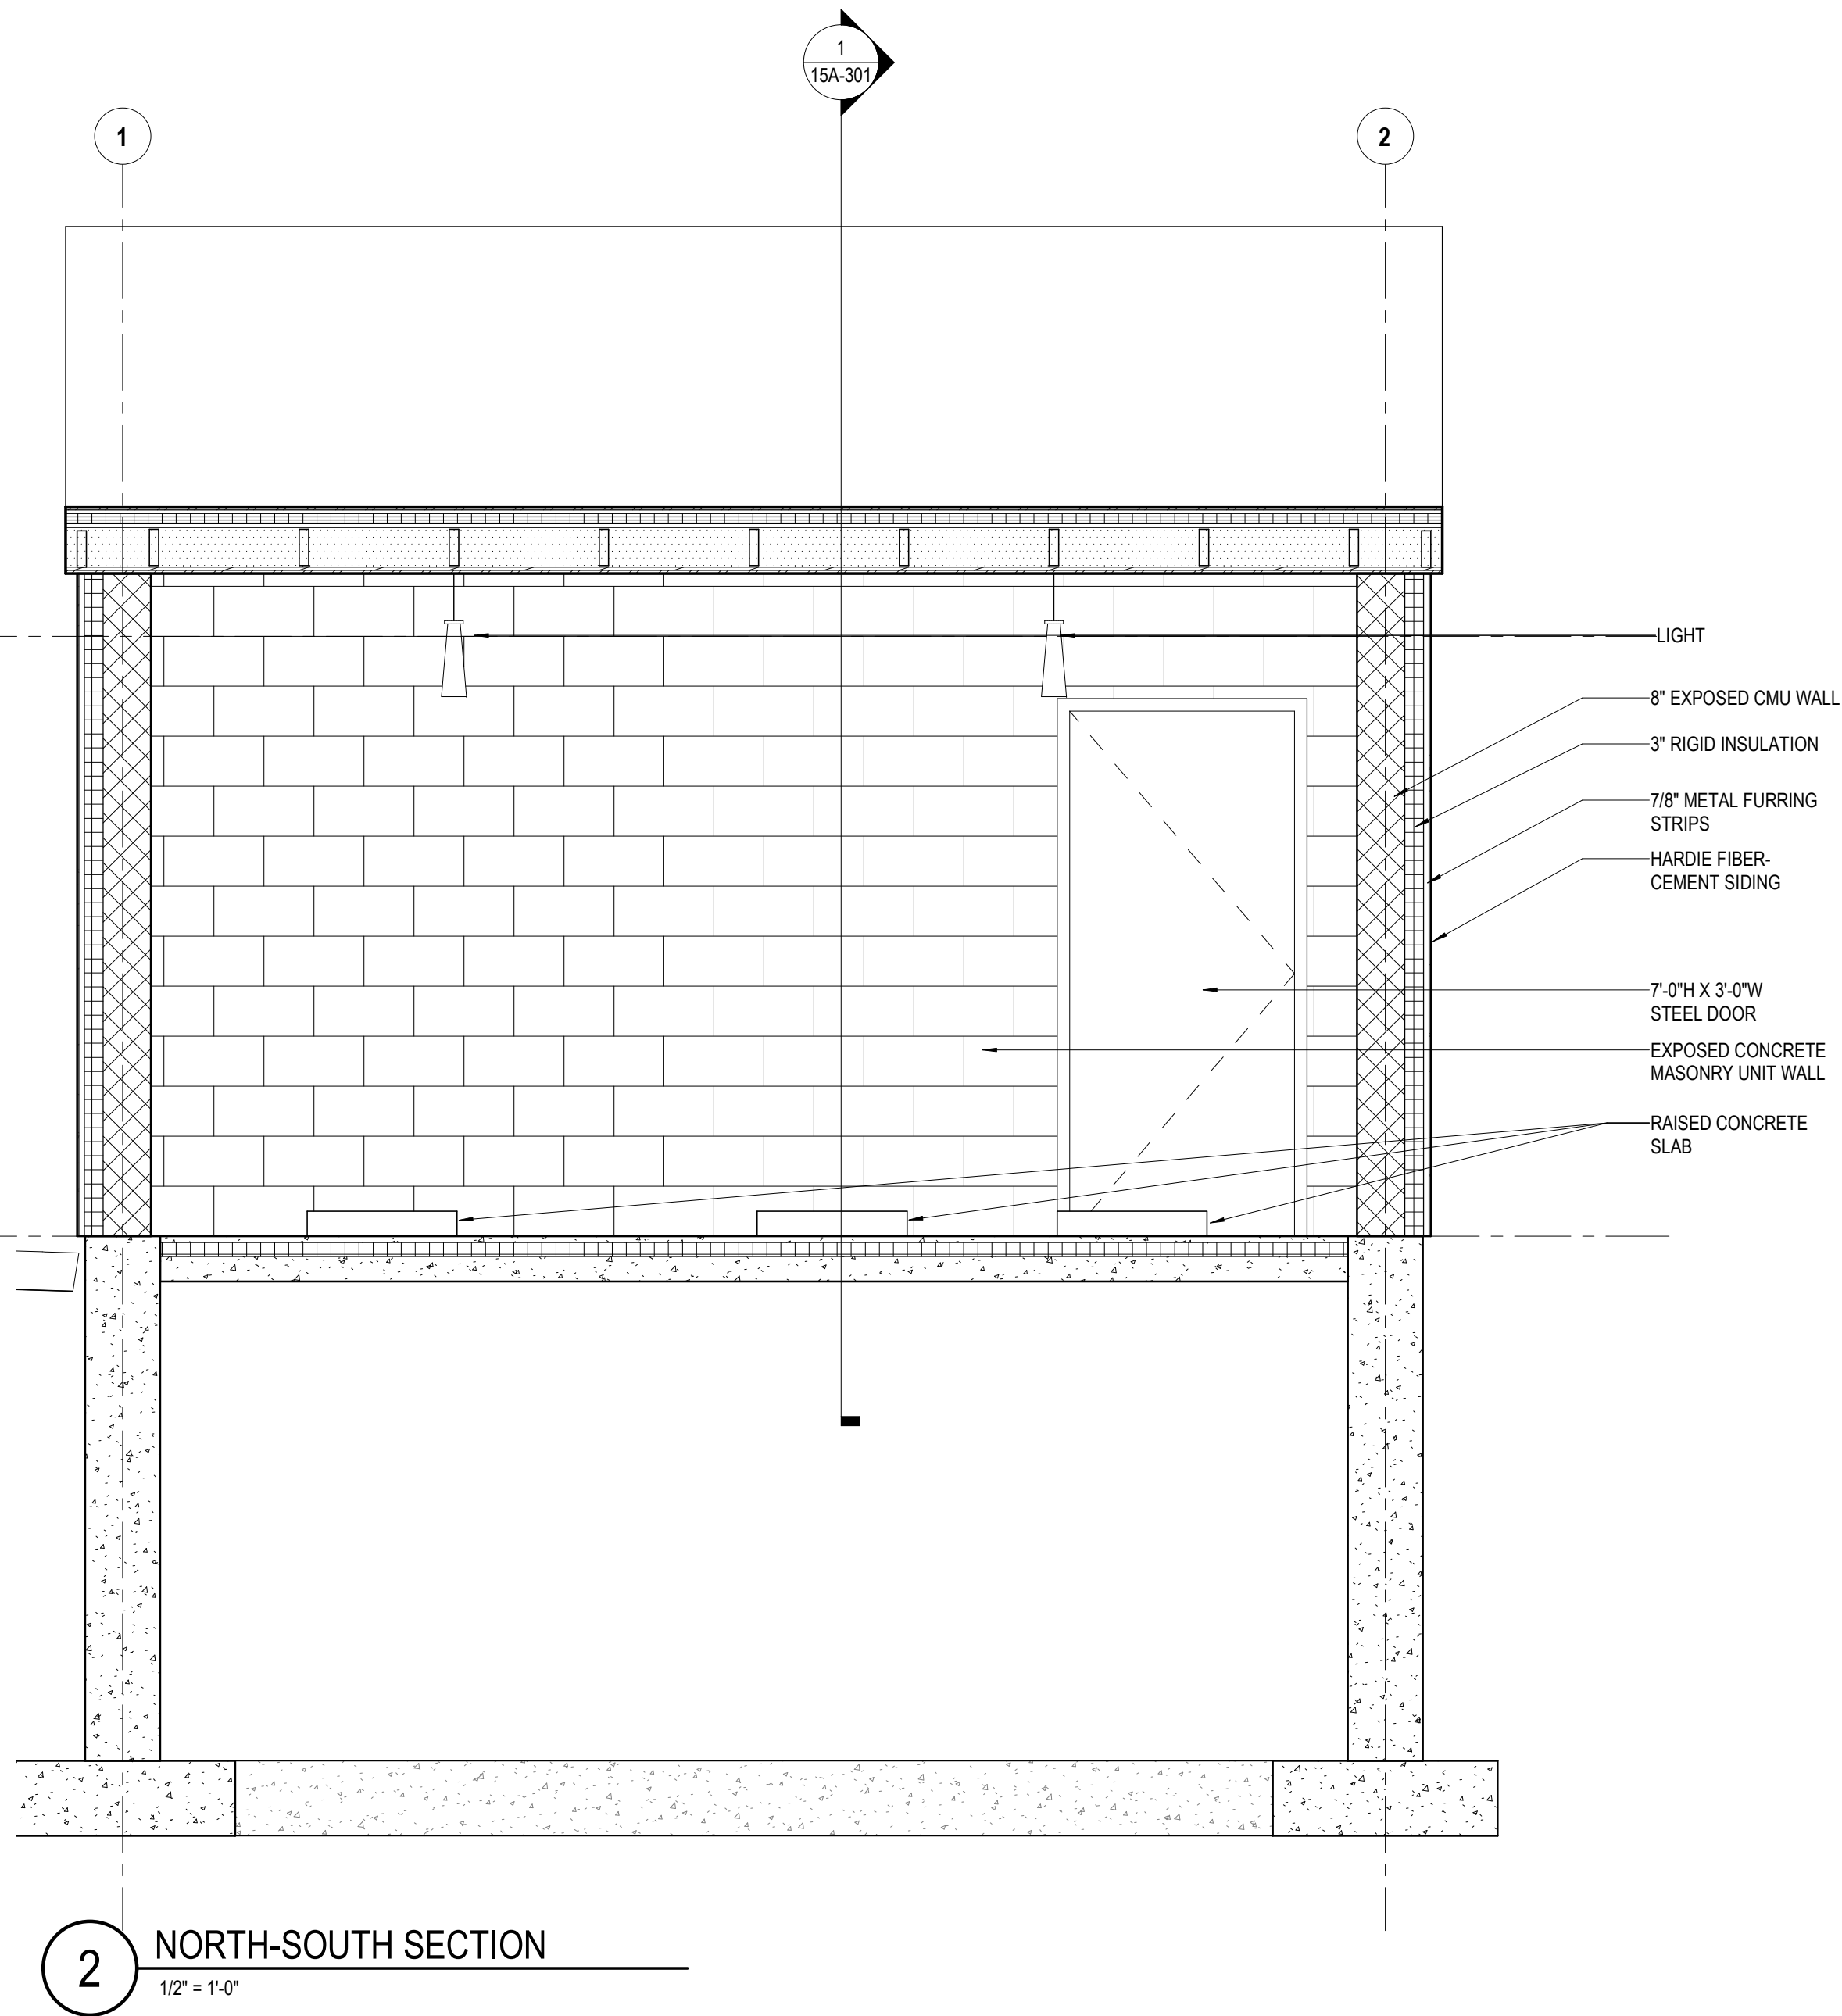 1
15A-301
1
2
LIGHT
8" EXPOSED CMU WALL
3" RIGID INSULATION
7/8" METAL FURRING
STRIPS
HARDIE FIBER-
CEMENT SIDING
7'-0"H X 3'-0"W
STEEL DOOR
EXPOSED CONCRETE
MASONRY UNIT WALL
RAISED CONCRETE
SLAB
2
NORTH-SOUTH SECTION
1/2" = 1'-0"